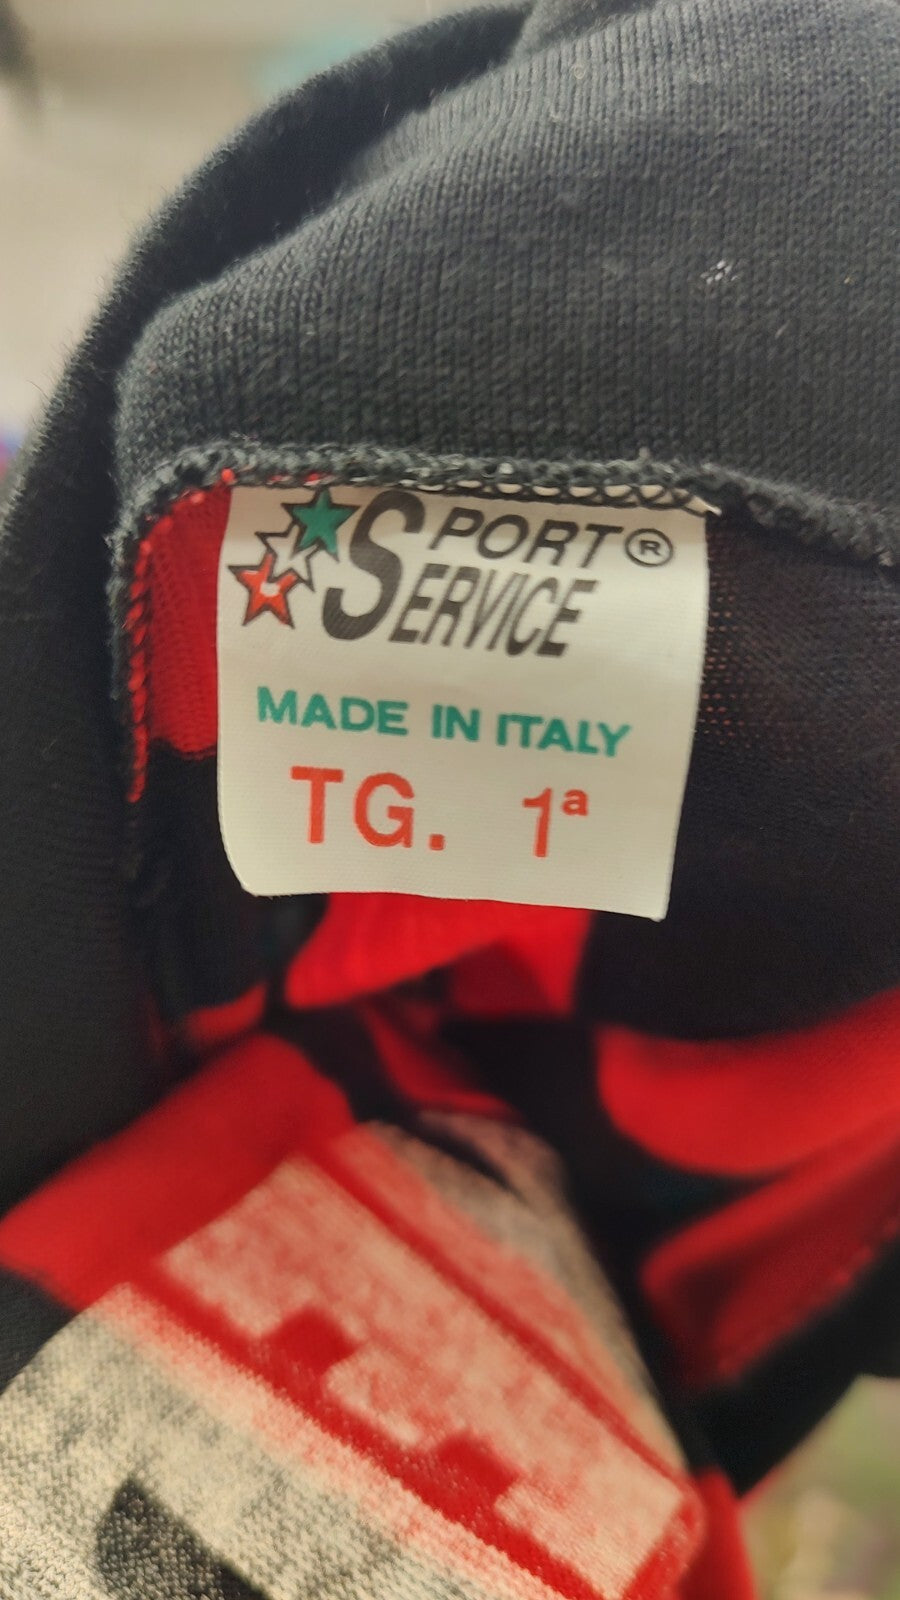 SPORT ®
SERVICE
MADE IN ITALY
TG. 1ª